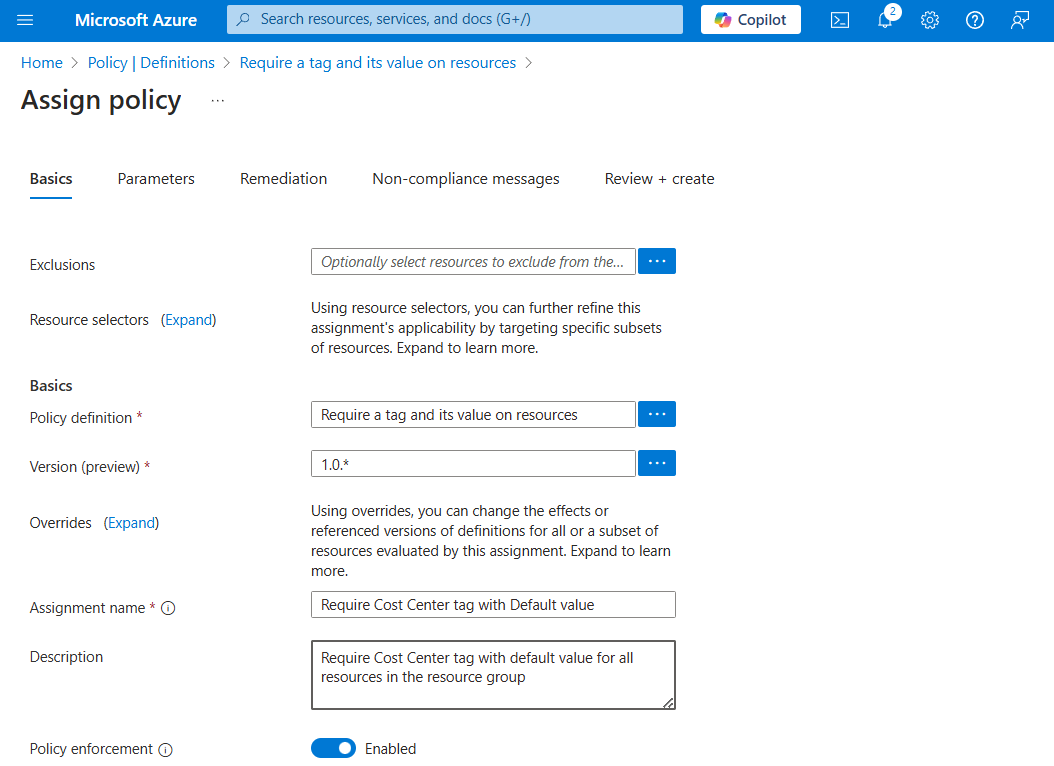 Microsoft Azure
Search resources, services, and docs (G+/)
Copilot
2
Home > Policy | Definitions > Require a tag and its value on resources >
Assign policy ...
Basics Parameters Remediation Non-compliance messages Review + create
Exclusions
Optionally select resources to exclude from the...
Resource selectors (Expand)
Using resource selectors, you can further refine this
assignment's applicability by targeting specific subsets
of resources. Expand to learn more.
Basics
Policy definition *
Require a tag and its value on resources
Version (preview) *
1.0.*
Overrides (Expand)
Using overrides, you can change the effects or
referenced versions of definitions for all or a subset of
resources evaluated by this assignment. Expand to learn
more.
Assignment name *
Require Cost Center tag with Default value
Description
Require Cost Center tag with default value for all
resources in the resource group
Policy enforcement
Enabled